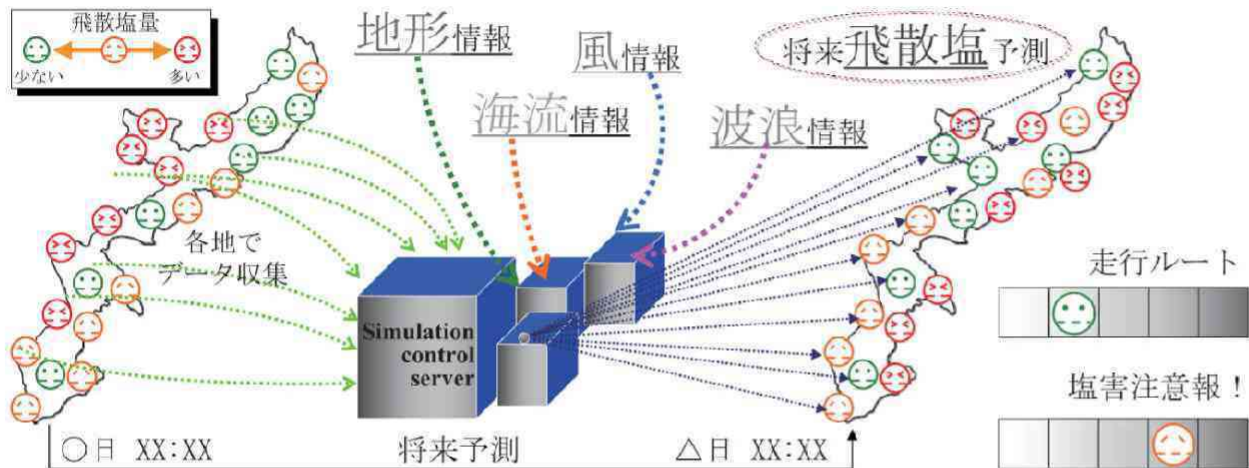 飛散塩量
少ない
多い
地形情報
風情報
海流情報
波浪情報
将来飛散塩予測
各地で
データ収集
Simulation
control
server
走行ルート
塩害注意報！
○日 XX:XX
将来予測
△日 XX:XX